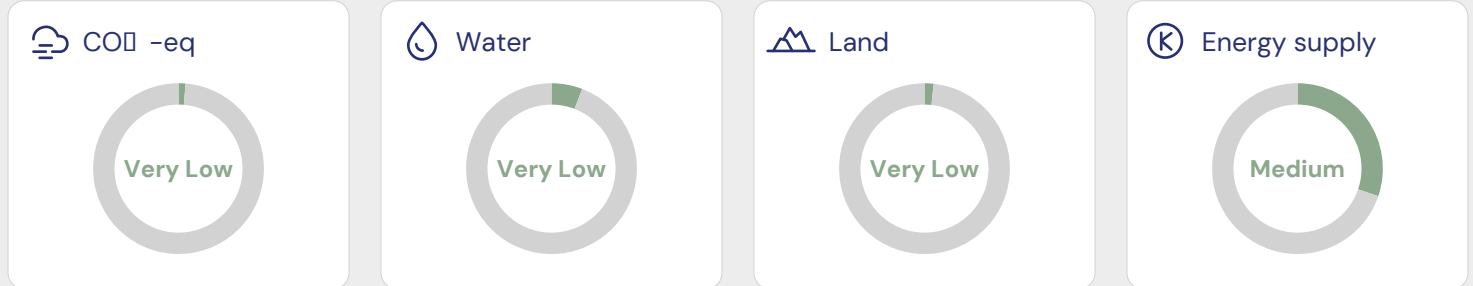 CO▯ -eq
Very Low
Water
Very Low
Land
Very Low
K
Energy supply
Medium